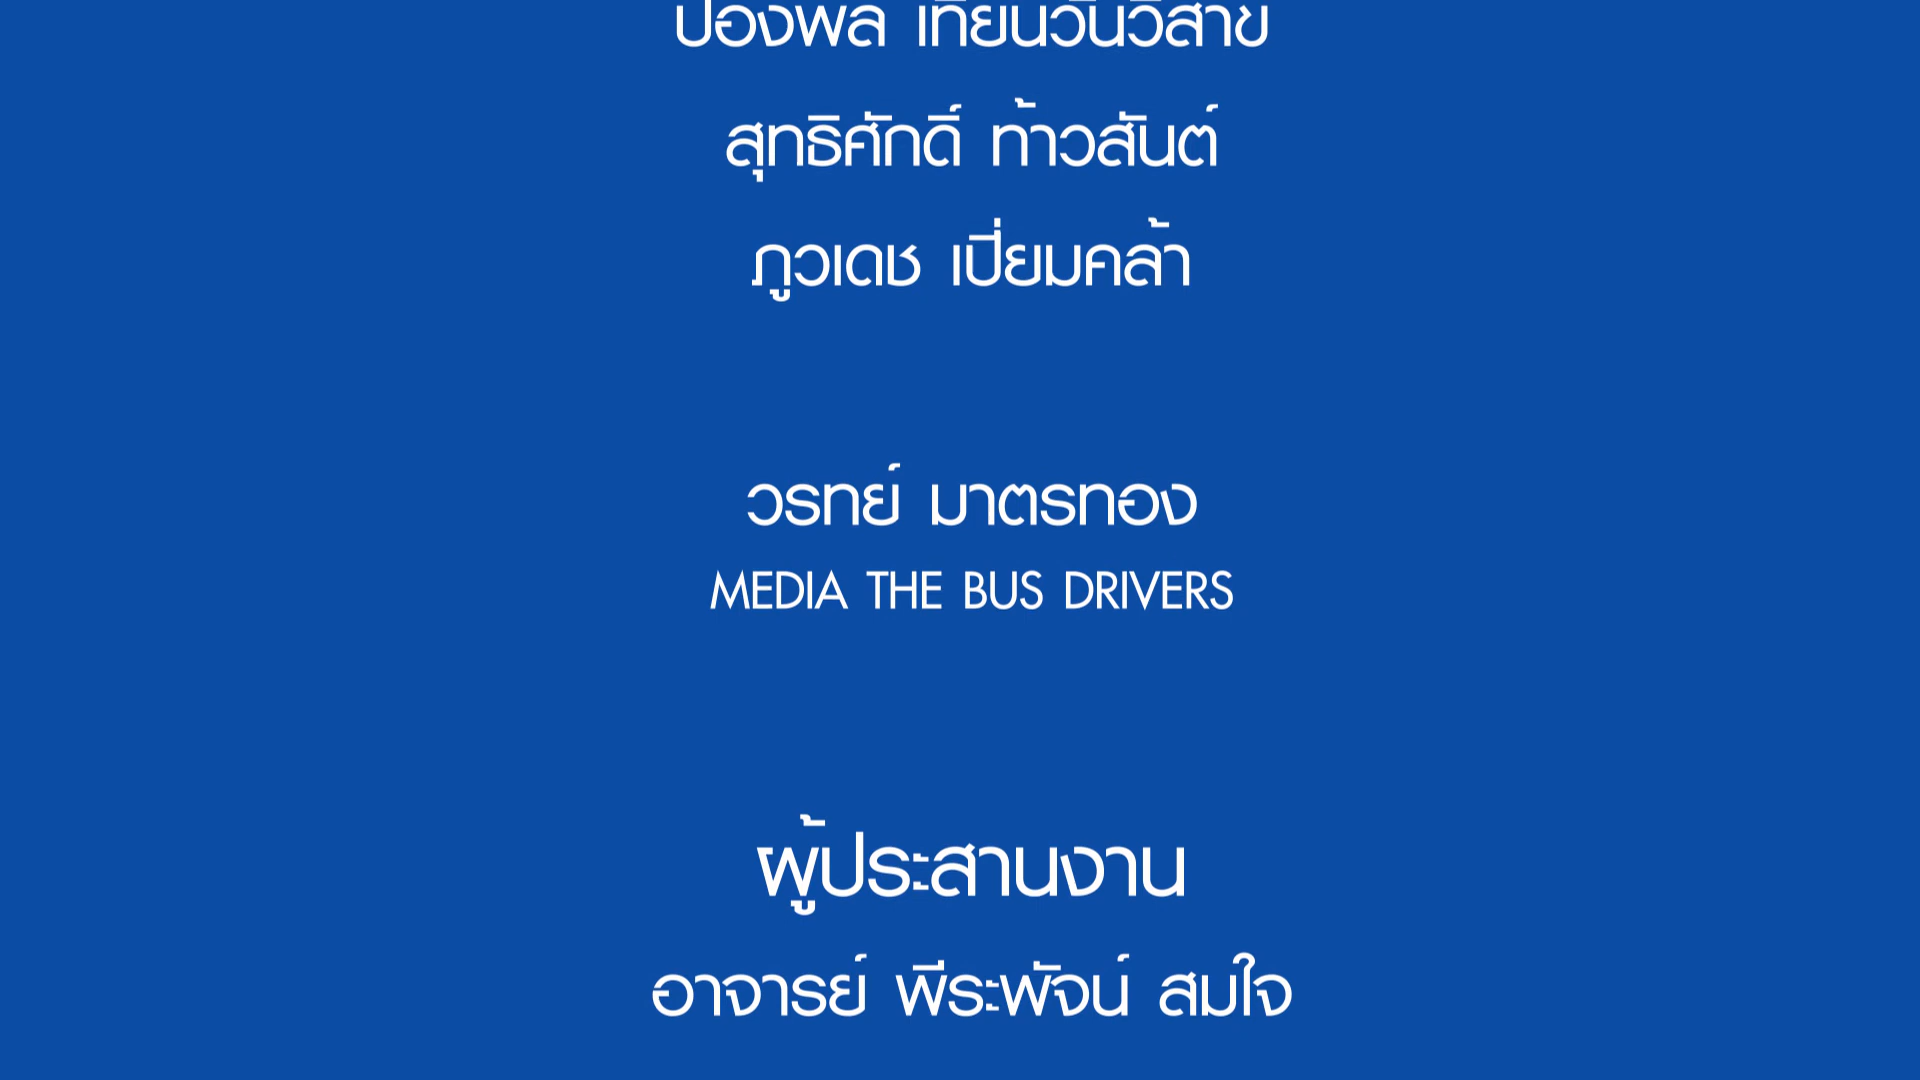 ปองพล เทียนวันวิสาข
สุทธิศักดิ์ ท้าวสันต์
ภูวเดช เปี่ยมคล้า
วรทย์ มาตรทอง
MEDIA THE BUS DRIVERS
ผู้ประสานงาน
อาจารย์ พีระพัจน์ สมใจ